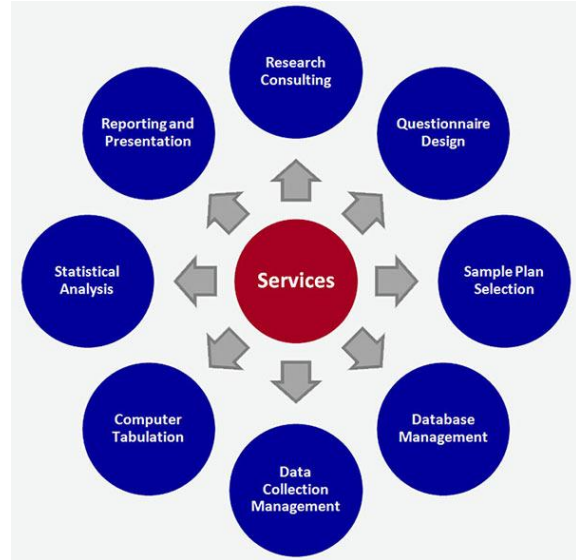 Research
Consulting
Questionnaire
Design
Sample Plan
Selection
Database
Management
Data
Collection
Management
Computer
Tabulation
Statistical
Analysis
Reporting and
Presentation
Services